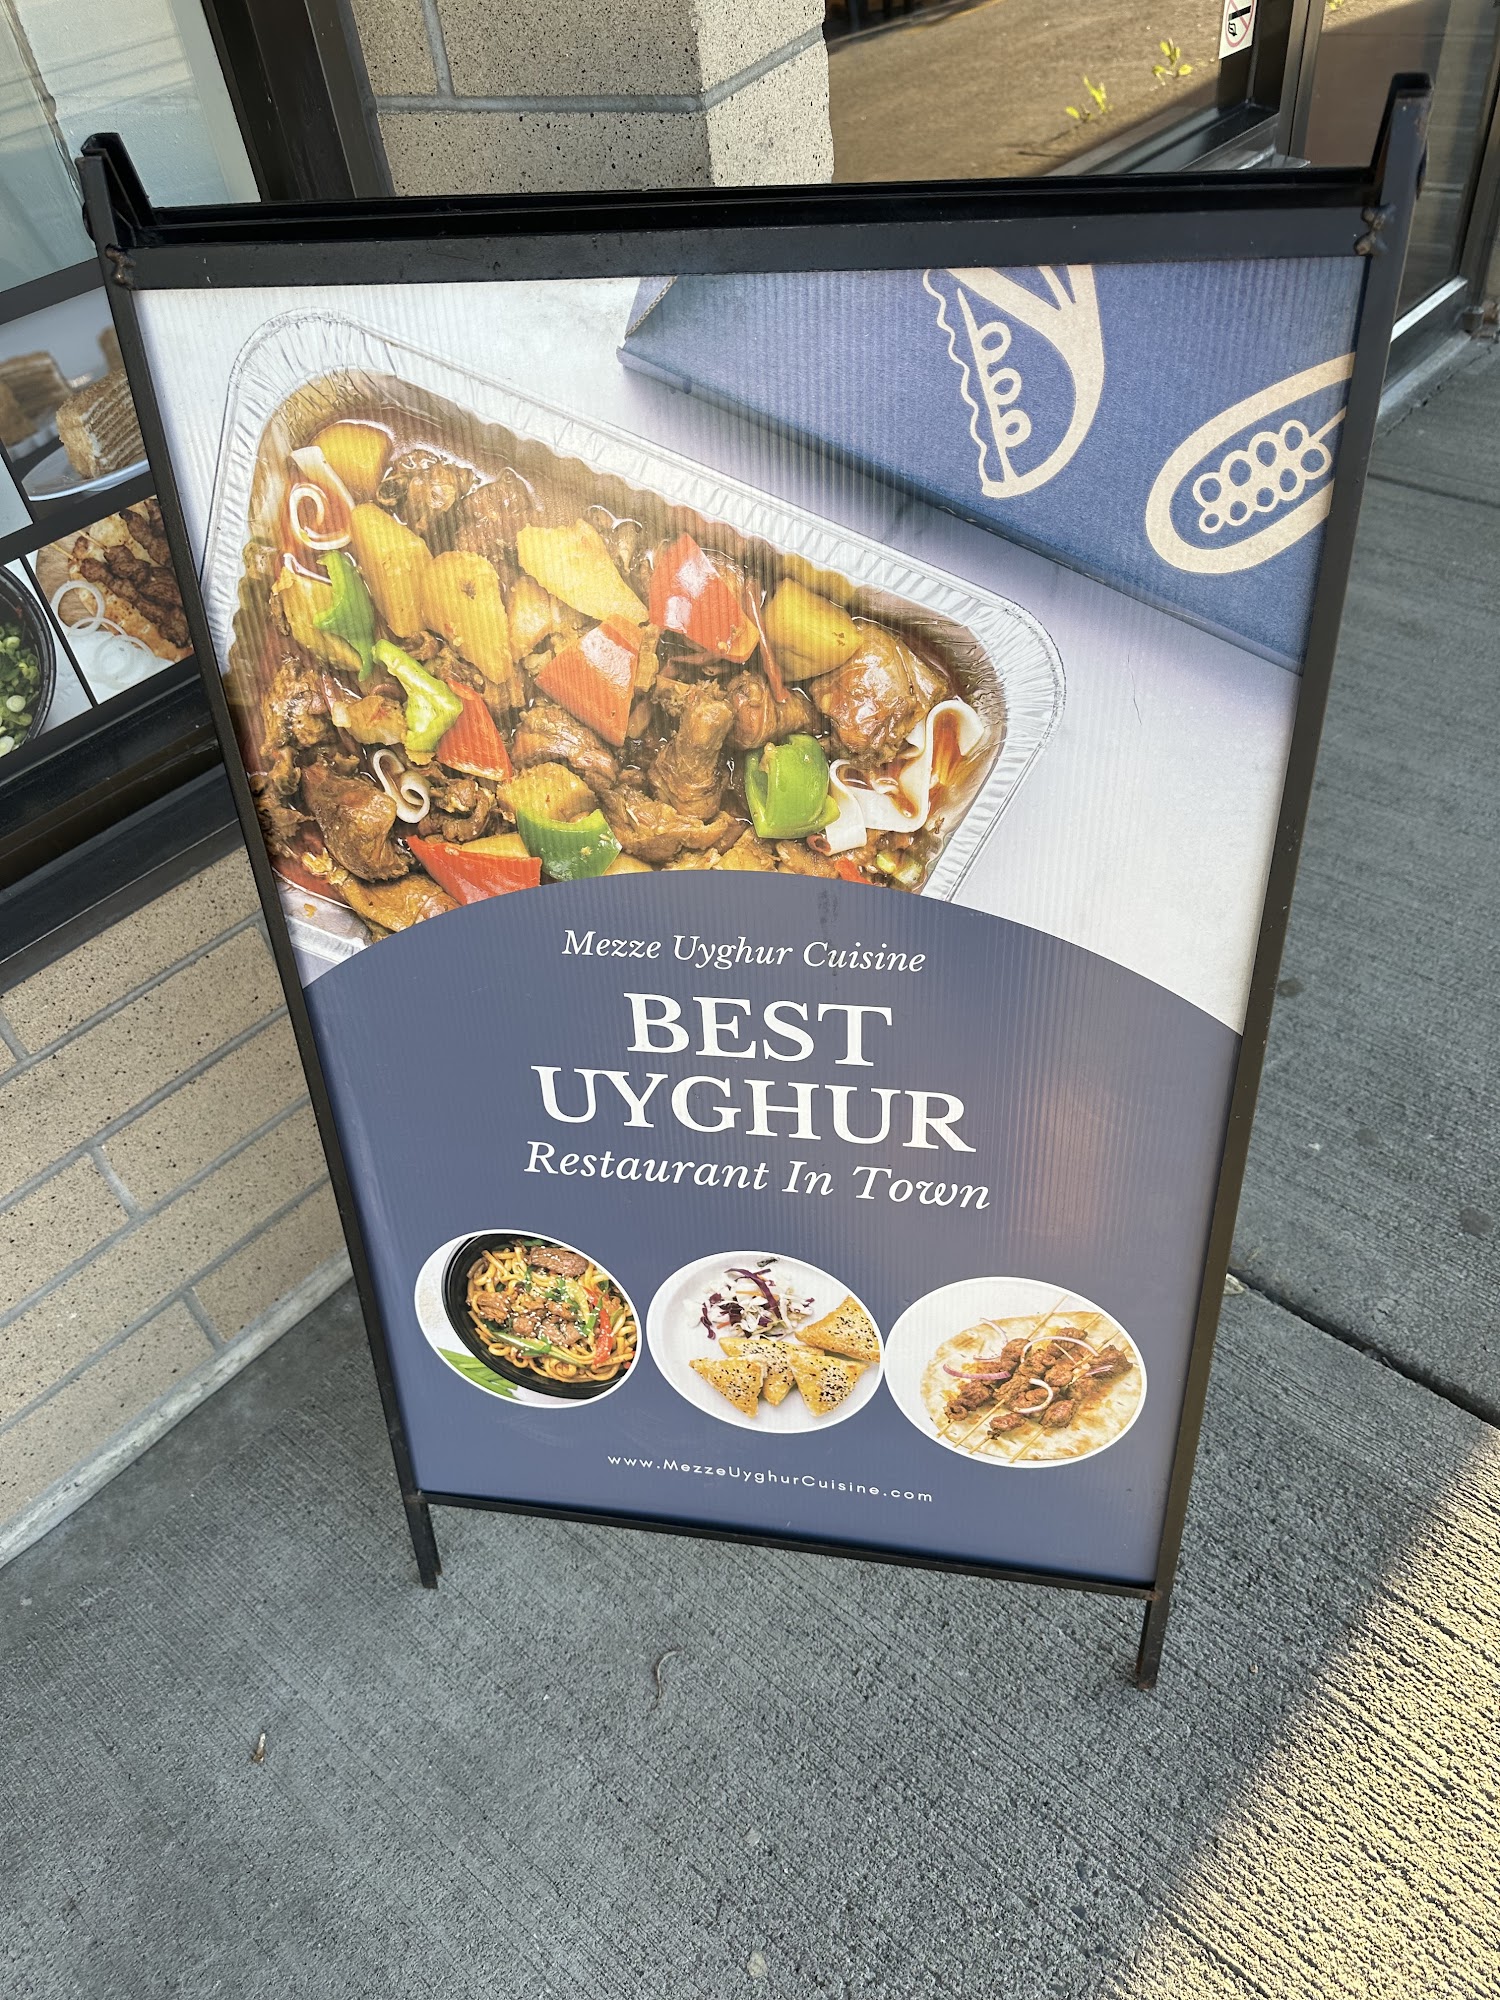 Mezze Uyghur Cuisine
BEST
UYGHUR
Restaurant In Town
www.MezzeUyghurCuisine.com